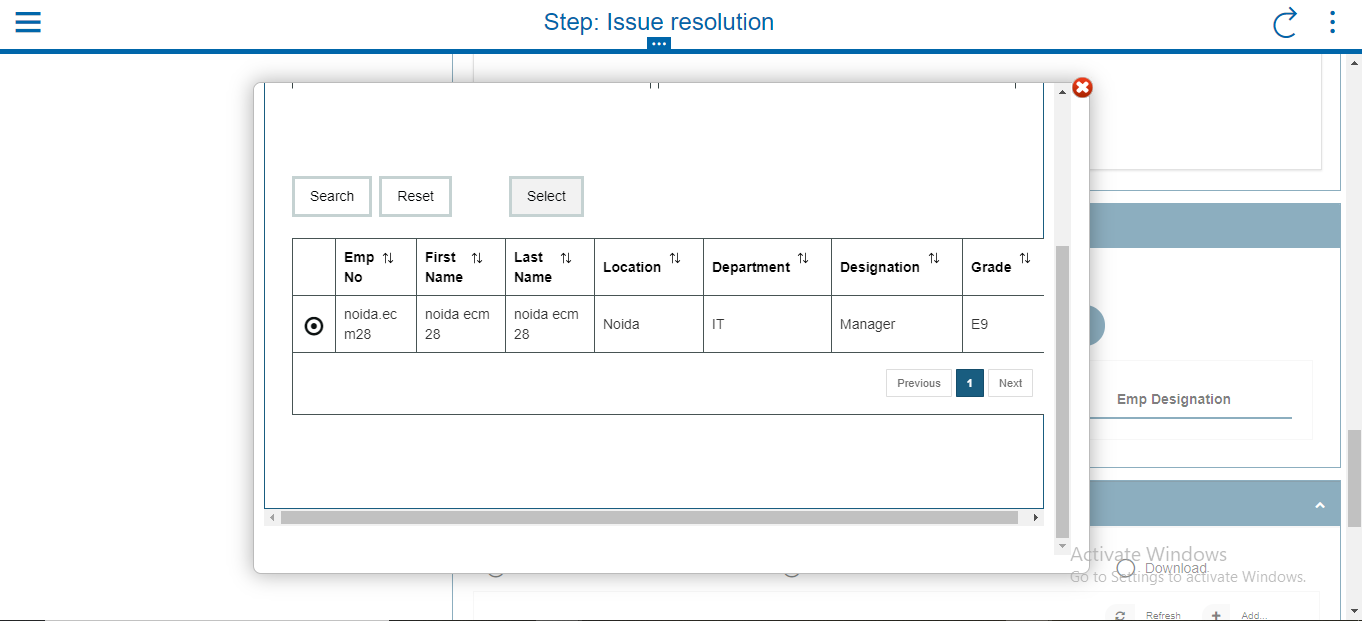 Step: Issue resolution
Search
Reset
Select
Emp No
First Name
Last Name
Location
Department
Designation
Grade
noida.ec
m28
noida ecm
28
noida ecm
28
Noida
IT
Manager
E9
Previous
1
Next
Emp Designation
Activate Windows
Download
Go to Settings to activate Windows.
Refresh
Add...